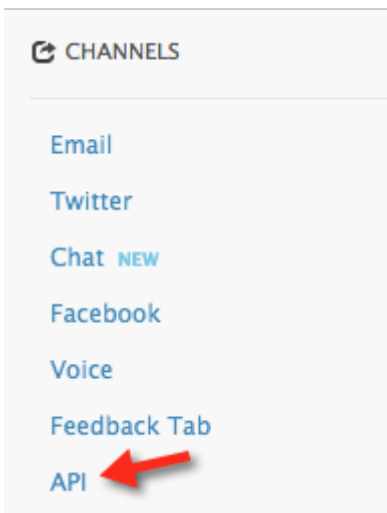 CHANNELS
Email
Twitter
Chat NEW
Facebook
Voice
Feedback Tab
API